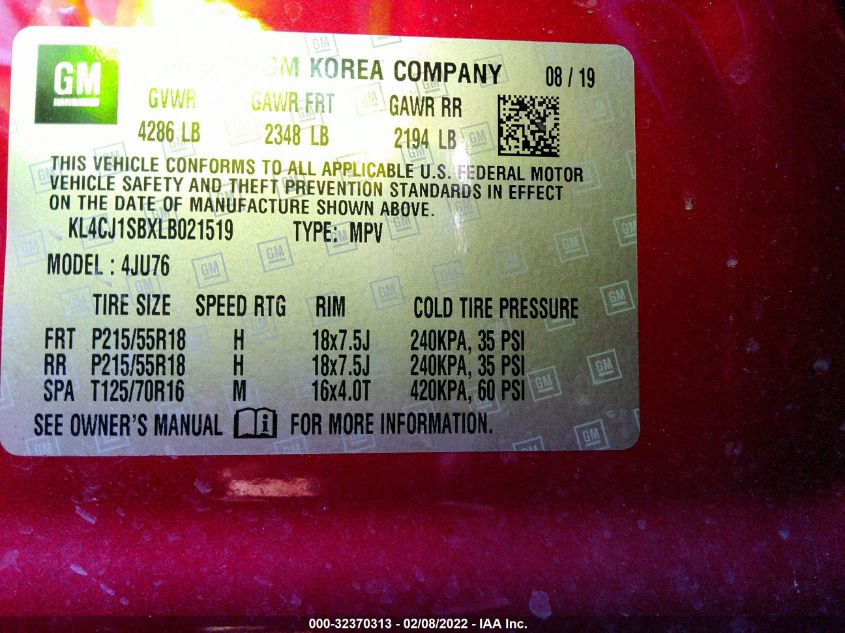 GM
GM KOREA COMPANY 08 / 19
GVWR GAWR FRT GAWR RR
4286 LB 2348 LB 2194 LB
THIS VEHICLE CONFORMS TO ALL APPLICABLE U.S. FEDERAL MOTOR
VEHICLE SAFETY AND THEFT PREVENTION STANDARDS IN EFFECT
ON THE DATE OF MANUFACTURE SHOWN ABOVE.
KL4CJ1SBXLB021519 TYPE: MPV
MODEL : 4JU76
TIRE SIZE SPEED RTG RIM COLD TIRE PRESSURE
FRT P215/55R18 H 18x7.5J 240KPA, 35 PSI
RR P215/55R18 H 18x7.5J 240KPA, 35 PSI
SPA T125/70R16 M 16x4.0T 420KPA, 60 PSI
SEE OWNER'S MANUAL i FOR MORE INFORMATION.
000-32370313 - 02/08/2022 - IAA Inc.